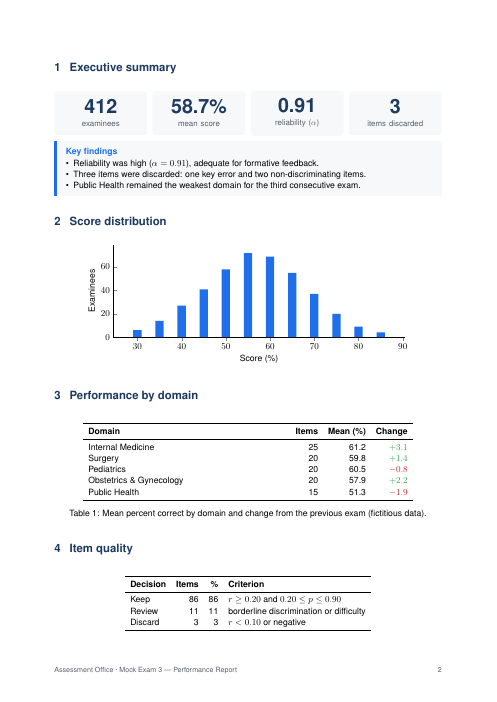 1 Executive summary
412
examinees
58.7%
mean score
0.91
reliability (α)
3
items discarded
Key findings
• Reliability was high (α = 0.91), adequate for formative feedback.
• Three items were discarded: one key error and two non-discriminating items.
• Public Health remained the weakest domain for the third consecutive exam.
2 Score distribution
Examinees
60
40
20
0
30 40 50 60 70 80 90
Score (%)
3 Performance by domain
Domain Items Mean (%) Change
Internal Medicine 25 61.2 +3.1
Surgery 20 59.8 +1.4
Pediatrics 20 60.5 −0.8
Obstetrics & Gynecology 20 57.9 +2.2
Public Health 15 51.3 −1.9
Table 1: Mean percent correct by domain and change from the previous exam (fictitious data).
4 Item quality
Decision Items % Criterion
Keep 86 86 r ≥ 0.20 and 0.20 ≤ p ≤ 0.90
Review 11 11 borderline discrimination or difficulty
Discard 3 3 r < 0.10 or negative
Assessment Office · Mock Exam 3 — Performance Report 2